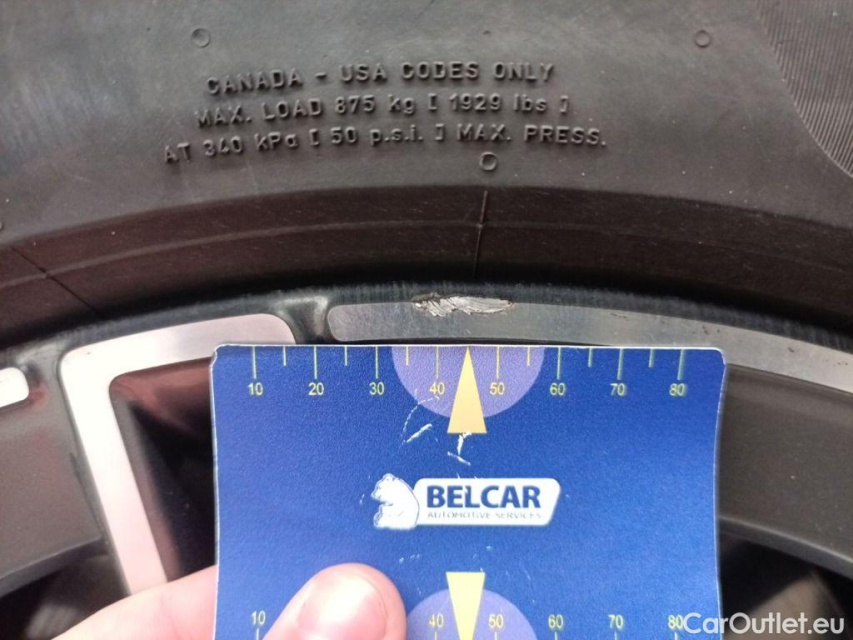 CANADA - USA CODES ONLY
MAX. LOAD 875 kg [ 1929 lbs ]
AT 340 kPa [ 50 p.s.i. ] MAX. PRESS.
10 20 30 40 50 60 70 80
BELCAR
AUTOMOTIVE SERVICES
10 40 50 60 70 80
CarOutlet.eu